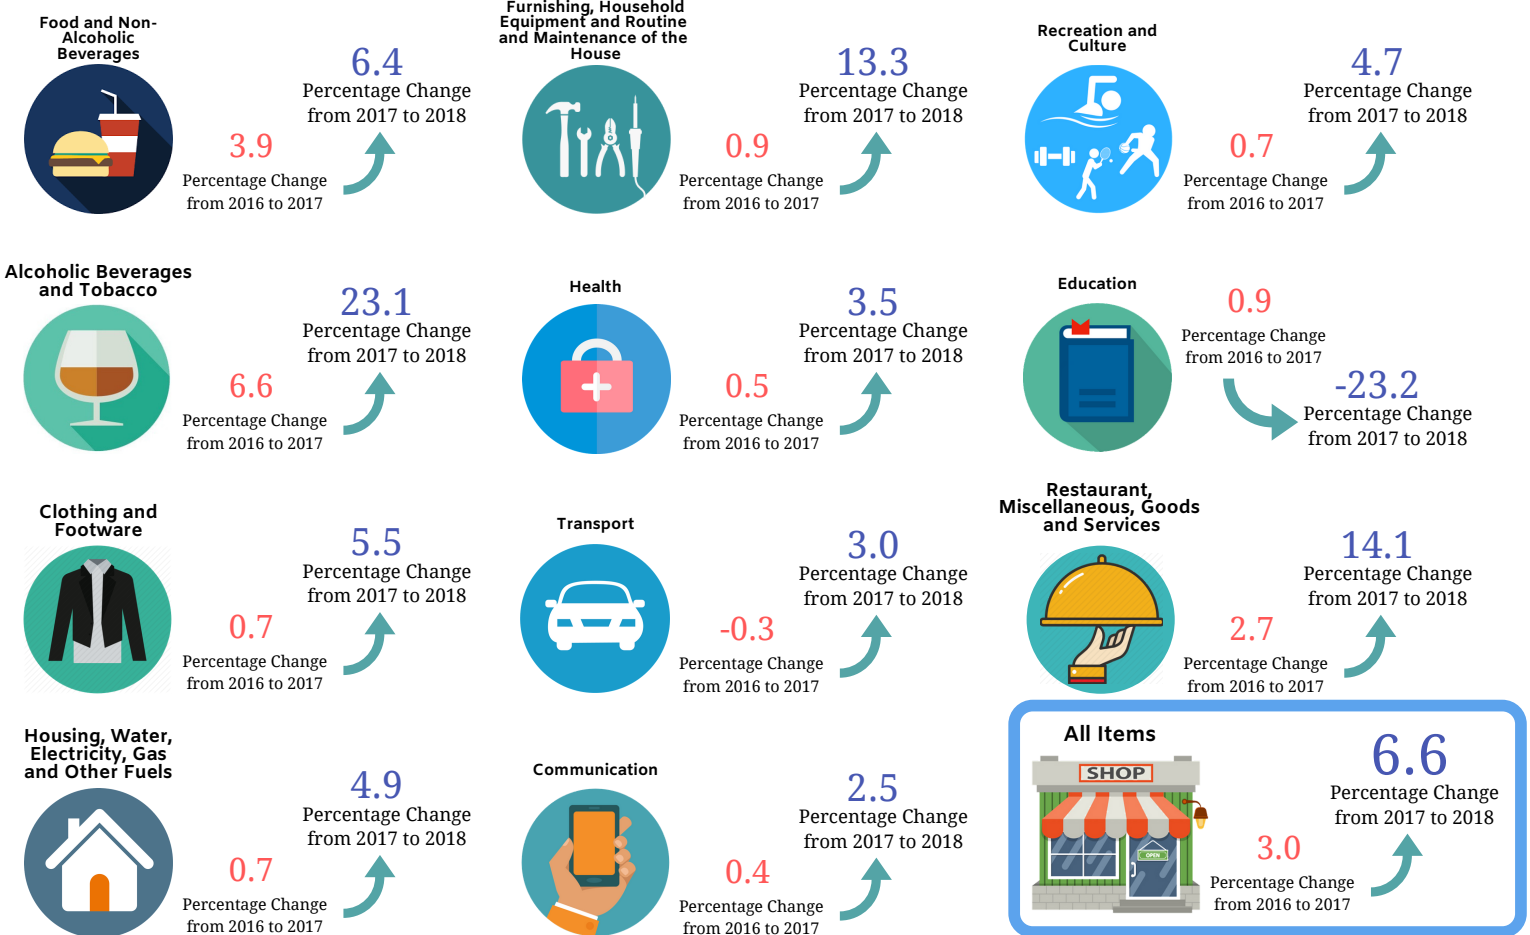 Food and Non-
Alcoholic
Beverages
6.4
Percentage Change
from 2017 to 2018
3.9
Percentage Change
from 2016 to 2017
Furnishing, Household
Equipment and Routine
and Maintenance of the
House
13.3
Percentage Change
from 2017 to 2018
0.9
Percentage Change
from 2016 to 2017
Recreation and
Culture
4.7
Percentage Change
from 2017 to 2018
0.7
Percentage Change
from 2016 to 2017
Alcoholic Beverages
and Tobacco
23.1
Percentage Change
from 2017 to 2018
6.6
Percentage Change
from 2016 to 2017
Health
3.5
Percentage Change
from 2017 to 2018
0.5
Percentage Change
from 2016 to 2017
Education
0.9
Percentage Change
from 2016 to 2017
-23.2
Percentage Change
from 2017 to 2018
Clothing and
Footware
5.5
Percentage Change
from 2017 to 2018
0.7
Percentage Change
from 2016 to 2017
Transport
3.0
Percentage Change
from 2017 to 2018
-0.3
Percentage Change
from 2016 to 2017
Restaurant,
Miscellaneous, Goods
and Services
14.1
Percentage Change
from 2017 to 2018
2.7
Percentage Change
from 2016 to 2017
Housing, Water,
Electricity, Gas
and Other Fuels
4.9
Percentage Change
from 2017 to 2018
0.7
Percentage Change
from 2016 to 2017
Communication
2.5
Percentage Change
from 2017 to 2018
0.4
Percentage Change
from 2016 to 2017
All Items
SHOP
OPEN
6.6
Percentage Change
from 2017 to 2018
3.0
Percentage Change
from 2016 to 2017